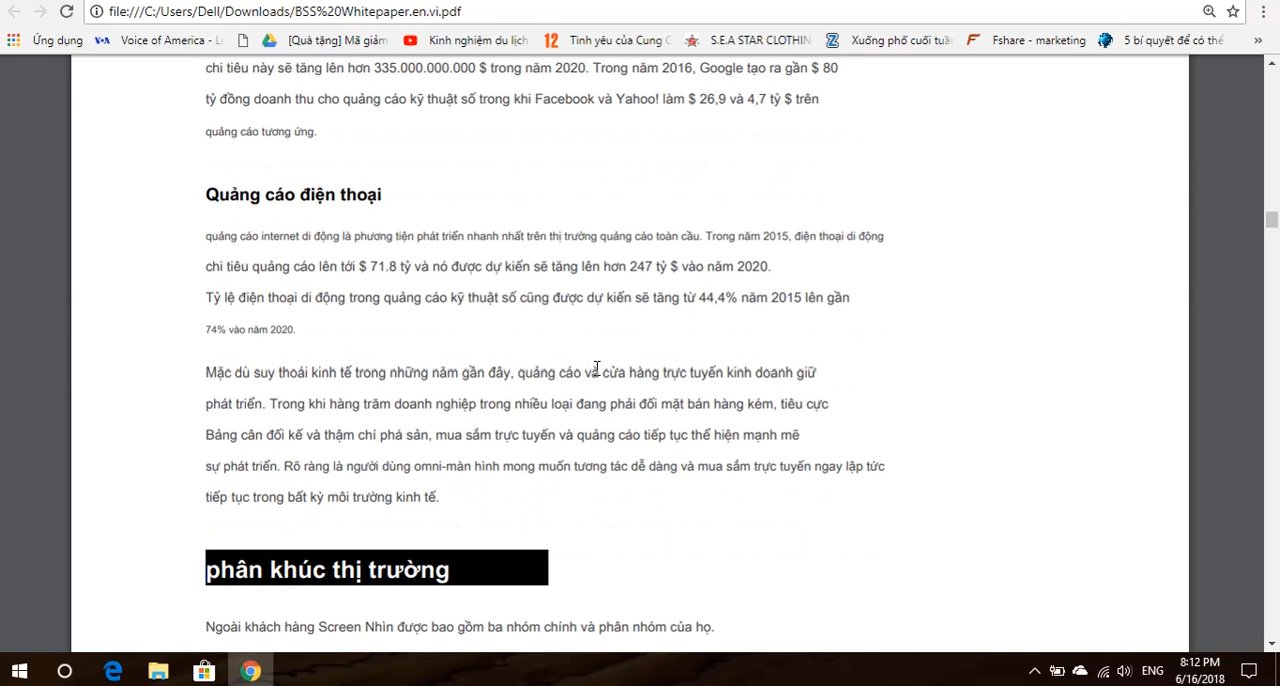 file:///C:/Users/Dell/Downloads/BSS%20Whitepaper.en.vi.pdf
Ứng dụng Voice of America - L [Quà tặng] Mã giảm Kinh nghiệm du lịch Tình yêu của Cung C S.E.A STAR CLOTHIN Xuống phố cuối tuần Fshare - marketing 5 bí quyết để có thể »
chi tiêu này sẽ tăng lên hơn 335.000.000.000 $ trong năm 2020. Trong năm 2016, Google tạo ra gần $ 80
tỷ đồng doanh thu cho quảng cáo kỹ thuật số trong khi Facebook và Yahoo! làm $ 26,9 và 4,7 tỷ $ trên
quảng cáo tương ứng.
Quảng cáo điện thoại
quảng cáo internet di động là phương tiện phát triển nhanh nhất trên thị trường quảng cáo toàn cầu. Trong năm 2015, điện thoại di động
chi tiêu quảng cáo lên tới $ 71.8 tỷ và nó được dự kiến sẽ tăng lên hơn 247 tỷ $ vào năm 2020.
Tỷ lệ điện thoại di động trong quảng cáo kỹ thuật số cũng được dự kiến sẽ tăng từ 44,4% năm 2015 lên gần
74% vào năm 2020.
Mặc dù suy thoái kinh tế trong những năm gần đây, quảng cáo và cửa hàng trực tuyến kinh doanh giữ
phát triển. Trong khi hàng trăm doanh nghiệp trong nhiều loại đang phải đối mặt bán hàng kém, tiêu cực
Bảng cân đối kế và thậm chí phá sản, mua sắm trực tuyến và quảng cáo tiếp tục thể hiện mạnh mẽ
sự phát triển. Rõ ràng là người dùng omni-màn hình mong muốn tương tác dễ dàng và mua sắm trực tuyến ngay lập tức
tiếp tục trong bất kỳ môi trường kinh tế.
phân khúc thị trường
Ngoài khách hàng Screen Nhìn được bao gồm ba nhóm chính và phân nhóm của họ.
ENG
8:12 PM
6/16/2018